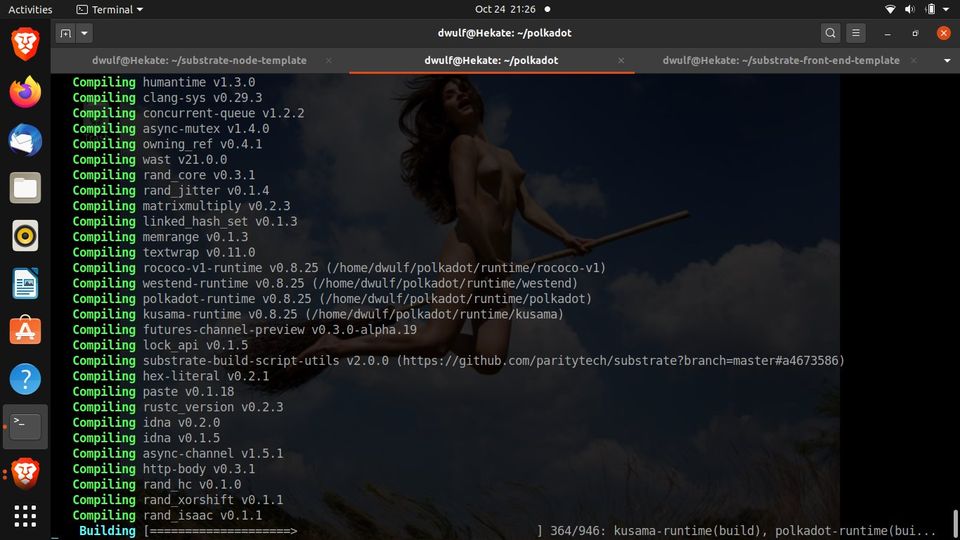 Activities
Terminal
Oct 24 21:26
dwulf@Hekate: ~/polkadot
dwulf@Hekate: ~/substrate-node-template
dwulf@Hekate: ~/polkadot
dwulf@Hekate: ~/substrate-front-end-template
Compiling humantime v1.3.0
Compiling clang-sys v0.29.3
Compiling concurrent-queue v1.2.2
Compiling async-mutex v1.4.0
Compiling owning_ref v0.4.1
Compiling wast v21.0.0
Compiling rand_core v0.3.1
Compiling rand_jitter v0.1.4
Compiling matrixmultiply v0.2.3
Compiling linked_hash_set v0.1.3
Compiling memrange v0.1.3
Compiling textwrap v0.11.0
Compiling rococo-v1-runtime v0.8.25 (/home/dwulf/polkadot/runtime/rococo-v1)
Compiling westend-runtime v0.8.25 (/home/dwulf/polkadot/runtime/westend)
Compiling polkadot-runtime v0.8.25 (/home/dwulf/polkadot/runtime/polkadot)
Compiling kusama-runtime v0.8.25 (/home/dwulf/polkadot/runtime/kusama)
Compiling futures-channel-preview v0.3.0-alpha.19
Compiling lock_api v0.1.5
Compiling substrate-build-script-utils v2.0.0 (https://github.com/paritytech/substrate?branch=master#a4673586)
Compiling hex-literal v0.2.1
Compiling paste v0.1.18
Compiling rustc_version v0.2.3
Compiling idna v0.2.0
Compiling idna v0.1.5
Compiling async-channel v1.5.1
Compiling http-body v0.3.1
Compiling rand_hc v0.1.0
Compiling rand_xorshift v0.1.1
Compiling rand_isaac v0.1.1
Building [====================> ] 364/946: kusama-runtime(build), polkadot-runtime(bui...